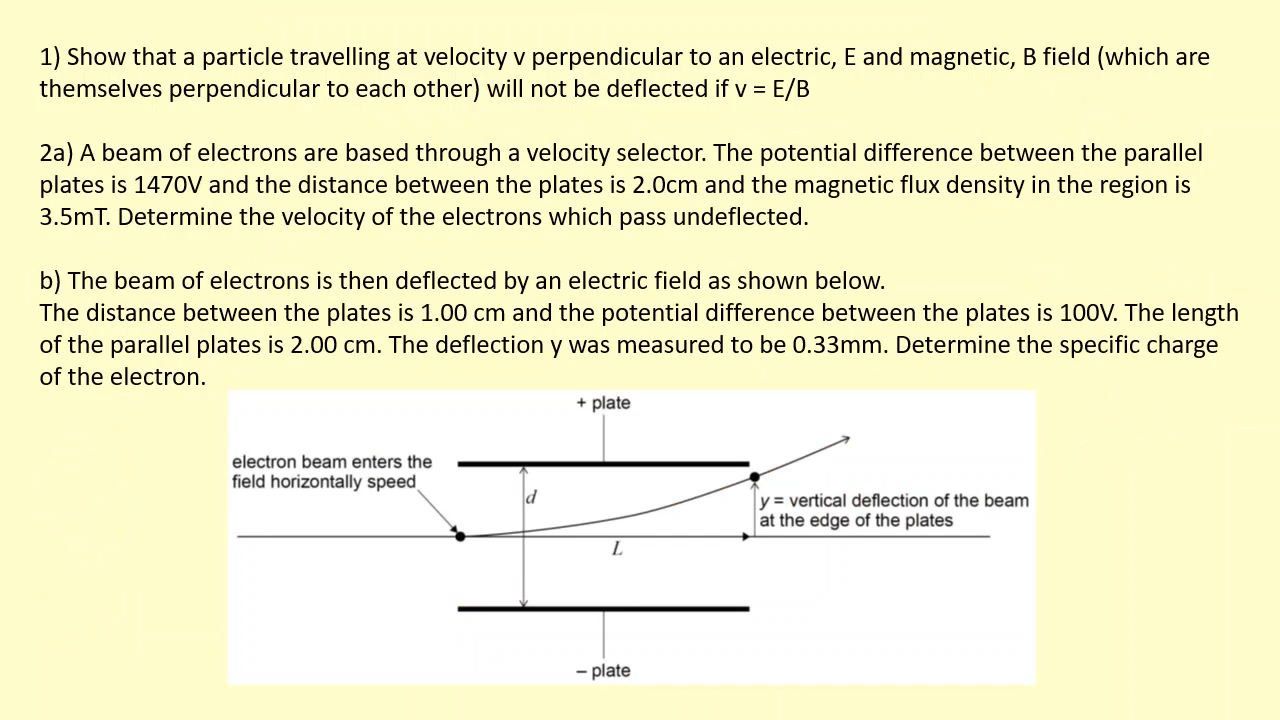 1) Show that a particle travelling at velocity v perpendicular to an electric, E and magnetic, B field (which are
themselves perpendicular to each other) will not be deflected if v = E/B
2a) A beam of electrons are based through a velocity selector. The potential difference between the parallel
plates is 1470V and the distance between the plates is 2.0cm and the magnetic flux density in the region is
3.5mT. Determine the velocity of the electrons which pass undeflected.
b) The beam of electrons is then deflected by an electric field as shown below.
The distance between the plates is 1.00 cm and the potential difference between the plates is 100V. The length
of the parallel plates is 2.00 cm. The deflection y was measured to be 0.33mm. Determine the specific charge
of the electron.
+ plate
electron beam enters the
field horizontally speed
d
y = vertical deflection of the beam
at the edge of the plates
L
– plate